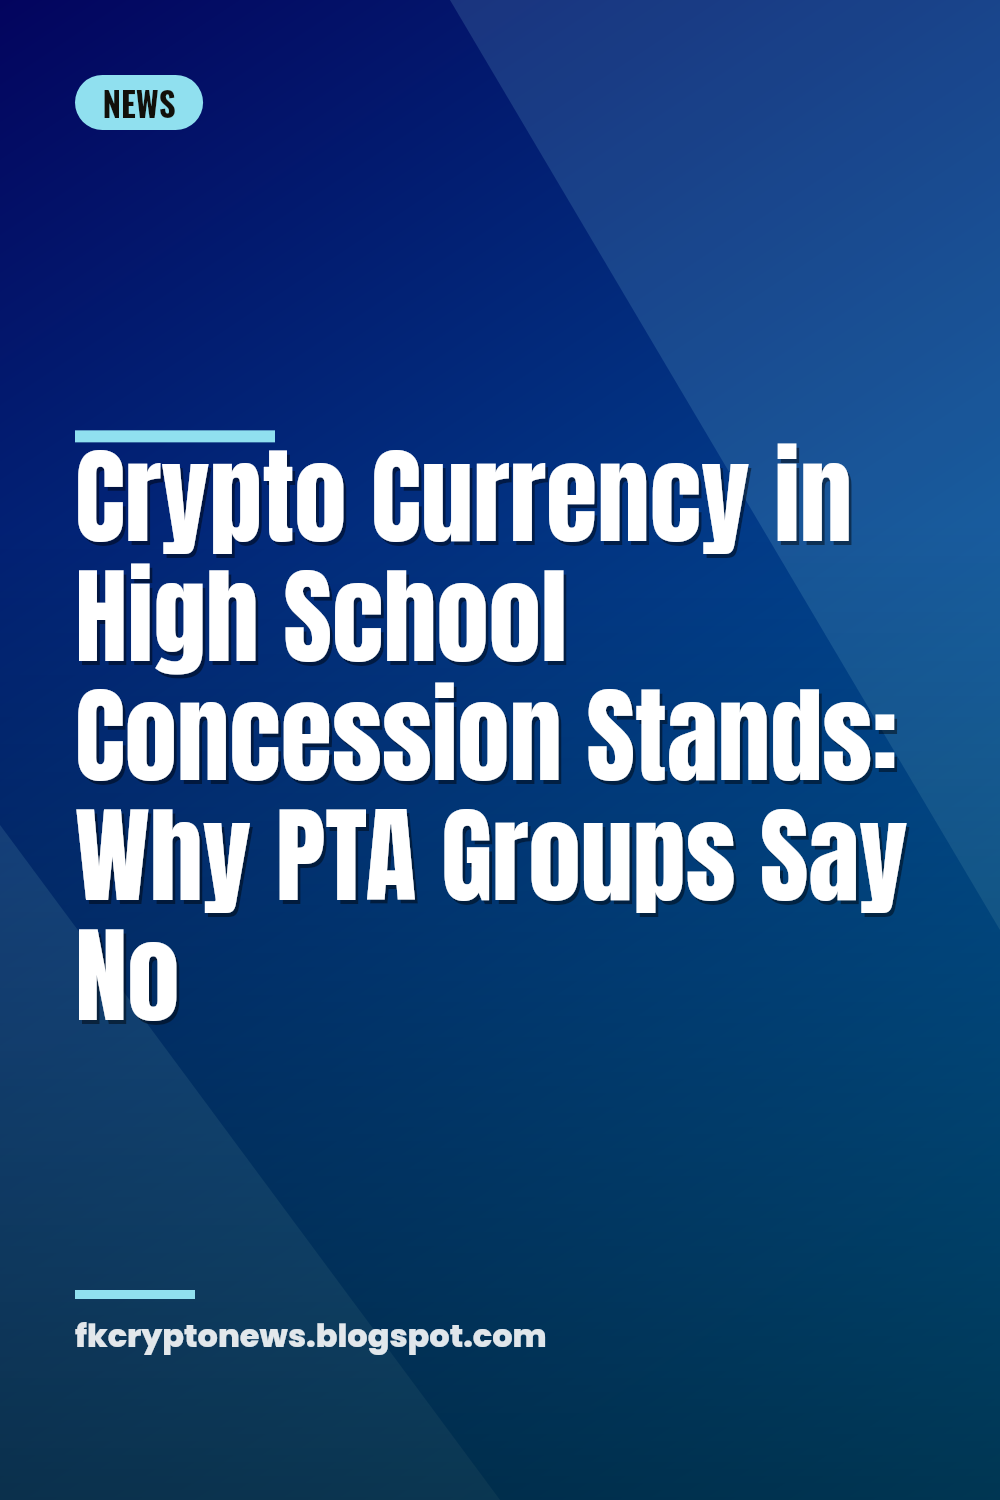 NEWS
Crypto Currency in
High School
Concession Stands:
Why PTA Groups Say
No
fkcryptonews.blogspot.com